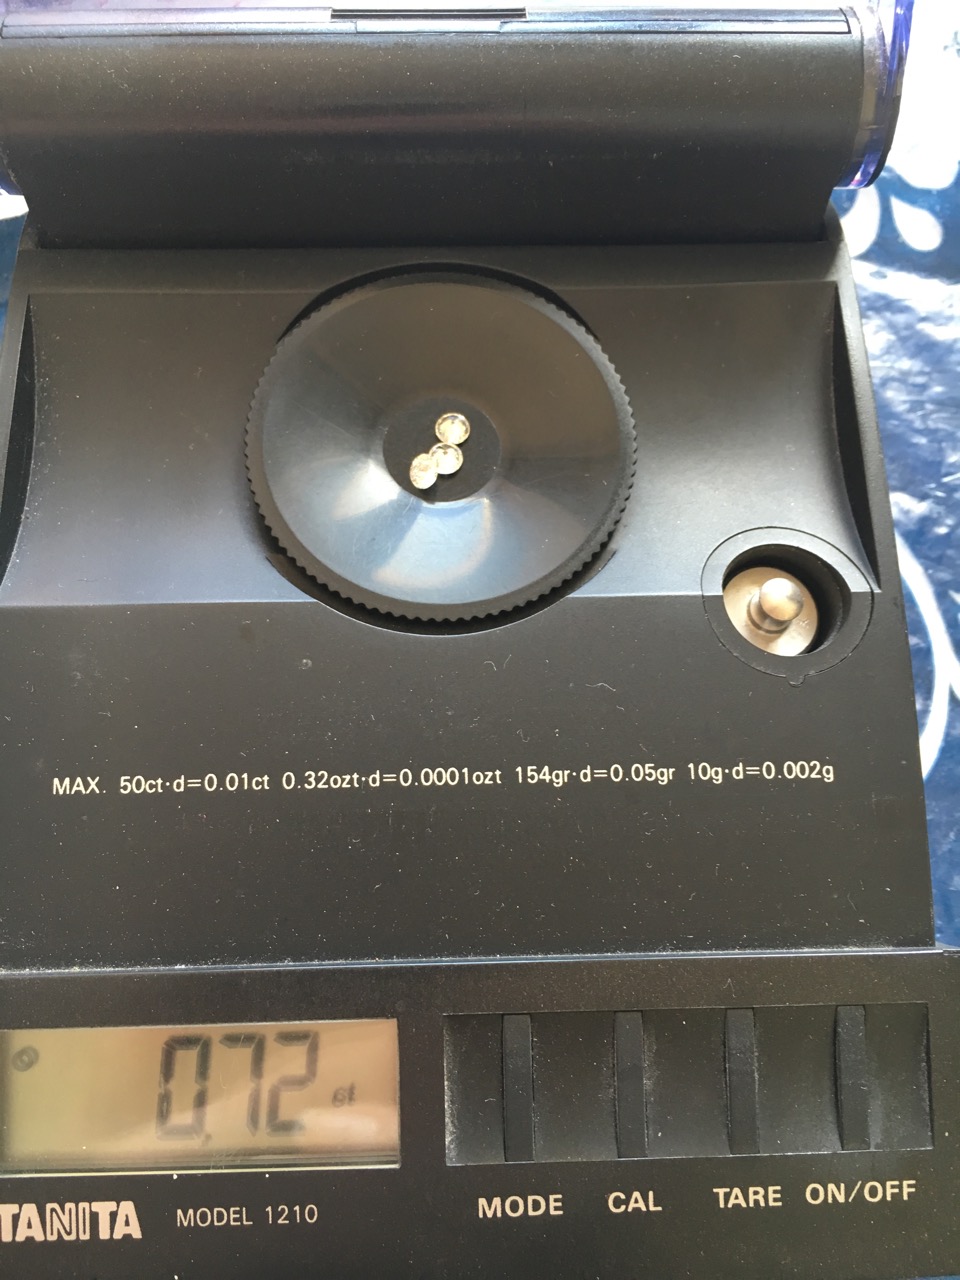 MAX. 50ct·d=0.01ct 0.32ozt·d=0.0001ozt 154gr·d=0.05gr 10g·d=0.002g
0.72 ct
TANITA MODEL 1210
MODE CAL TARE ON/OFF